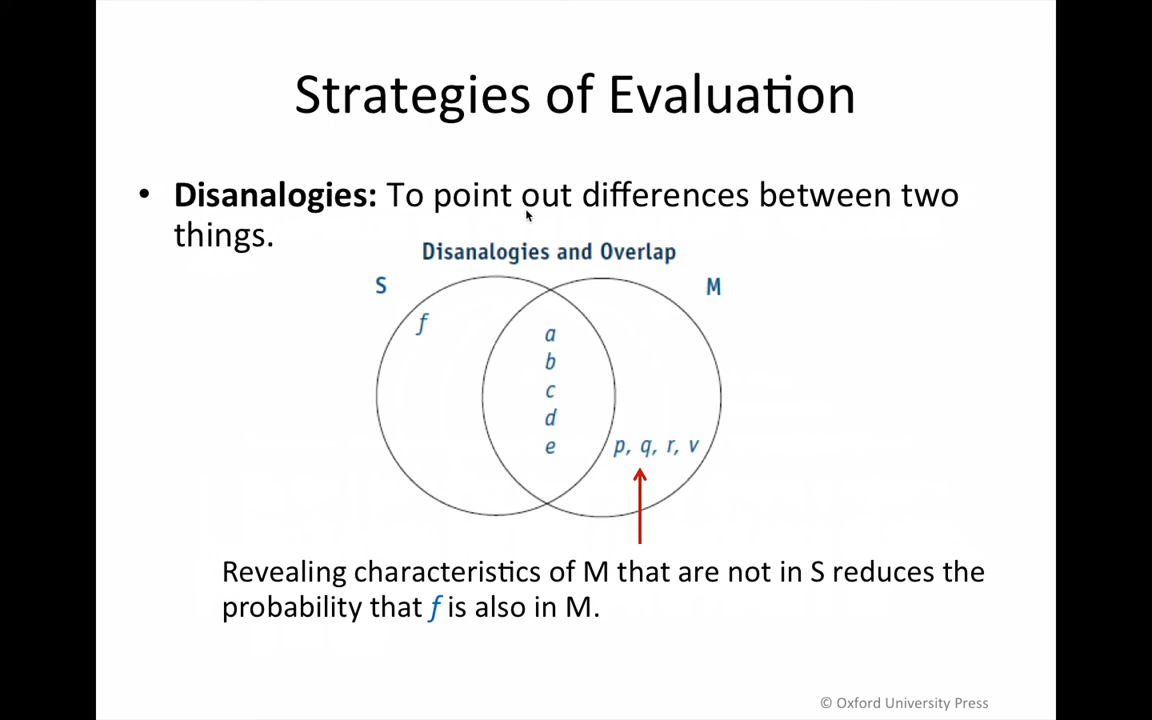 Strategies of Evaluation
• Disanalogies: To point out differences between two
things.
Disanalogies and Overlap
S
M
f
a
b
c
d
e
p, q, r, v
Revealing characteristics of M that are not in S reduces the
probability that f is also in M.
© Oxford University Press